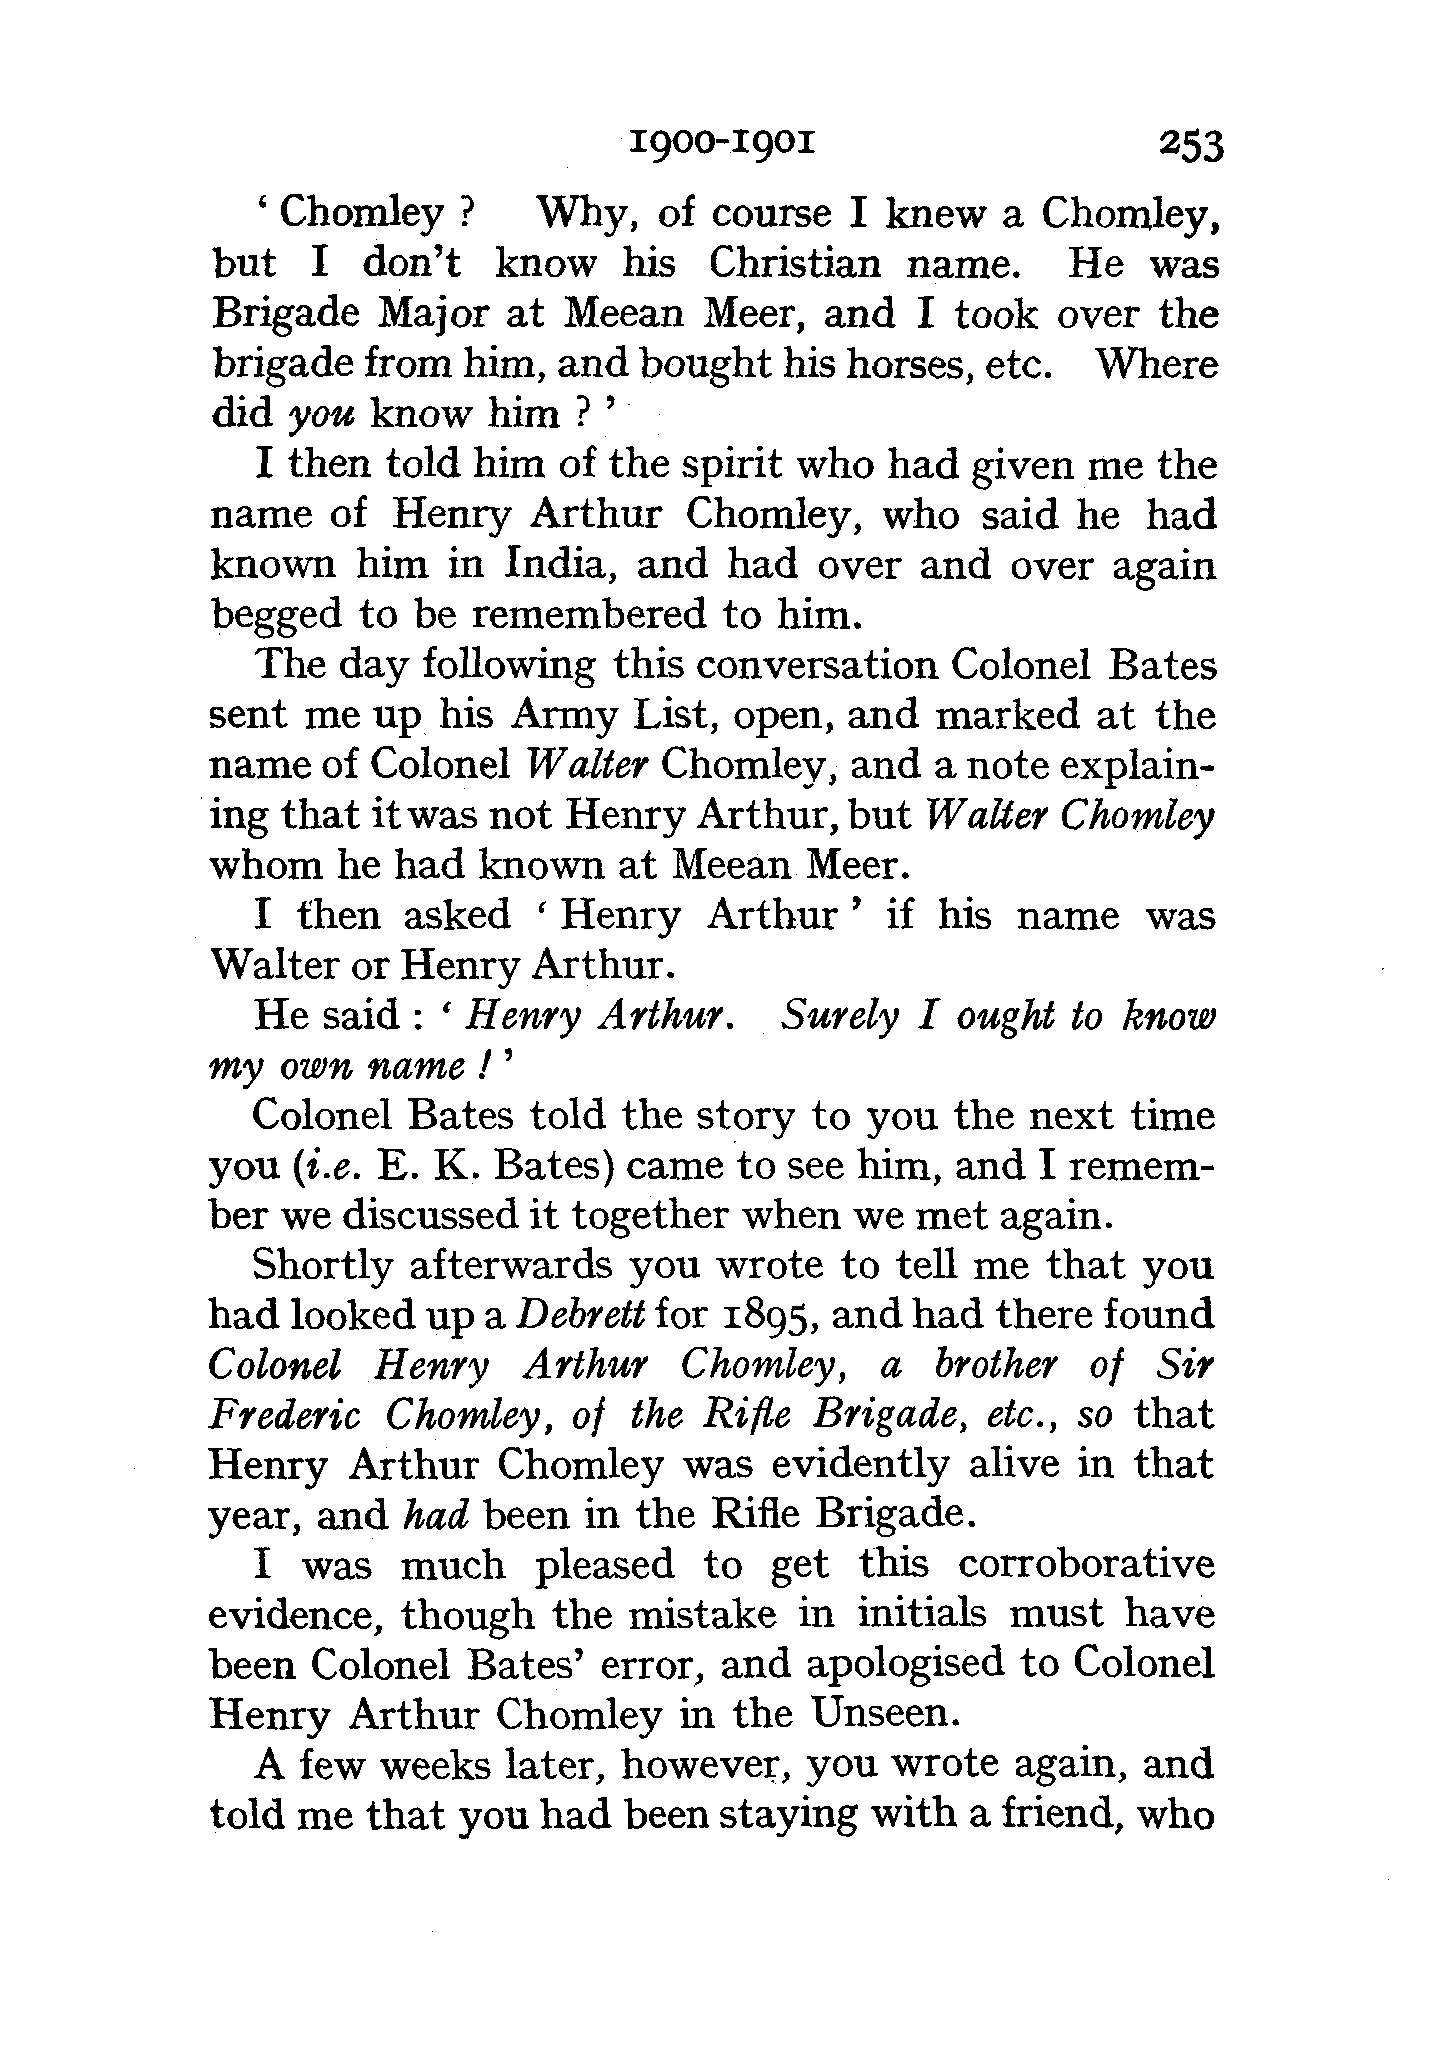 1900-1901 253
‘ Chomley ? Why, of course I knew a Chomley,
but I don’t know his Christian name. He was
Brigade Major at Meean Meer, and I took over the
brigade from him, and bought his horses, etc. Where
did you know him ? ’
I then told him of the spirit who had given me the
name of Henry Arthur Chomley, who said he had
known him in India, and had over and over again
begged to be remembered to him.
The day following this conversation Colonel Bates
sent me up his Army List, open, and marked at the
name of Colonel Walter Chomley, and a note explain-
ing that it was not Henry Arthur, but Walter Chomley
whom he had known at Meean Meer.
I then asked ‘ Henry Arthur ’ if his name was
Walter or Henry Arthur.
He said : ‘ Henry Arthur. Surely I ought to know
my own name ! ’
Colonel Bates told the story to you the next time
you (i.e. E. K. Bates) came to see him, and I remem-
ber we discussed it together when we met again.
Shortly afterwards you wrote to tell me that you
had looked up a Debrett for 1895, and had there found
Colonel Henry Arthur Chomley, a brother of Sir
Frederic Chomley, of the Rifle Brigade, etc., so that
Henry Arthur Chomley was evidently alive in that
year, and had been in the Rifle Brigade.
I was much pleased to get this corroborative
evidence, though the mistake in initials must have
been Colonel Bates’ error, and apologised to Colonel
Henry Arthur Chomley in the Unseen.
A few weeks later, however, you wrote again, and
told me that you had been staying with a friend, who